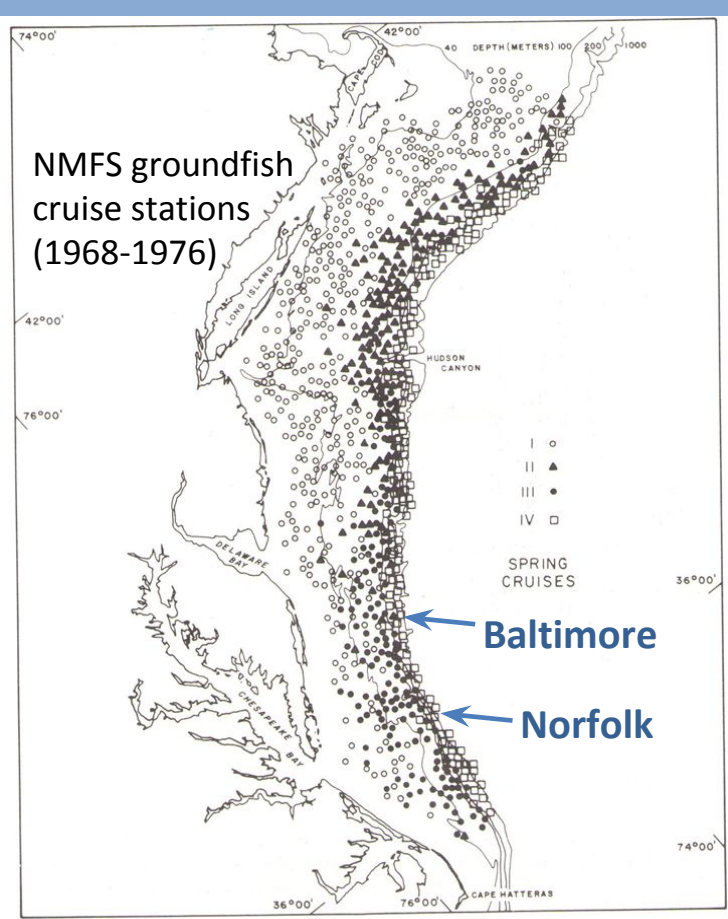 74°00'
42°00'
40 DEPTH (METERS) 100 200 1000
CAPE COD
NMFS groundfish
cruise stations
(1968-1976)
LONG ISLAND
42°00'
HUDSON
CANYON
76°00'
I
II
III
IV
SPRING
CRUISES
DELAWARE
BAY
36°00'
Baltimore
CHESAPEAKE
BAY
Norfolk
74°00'
CAPE HATTERAS
36°00'
76°00'